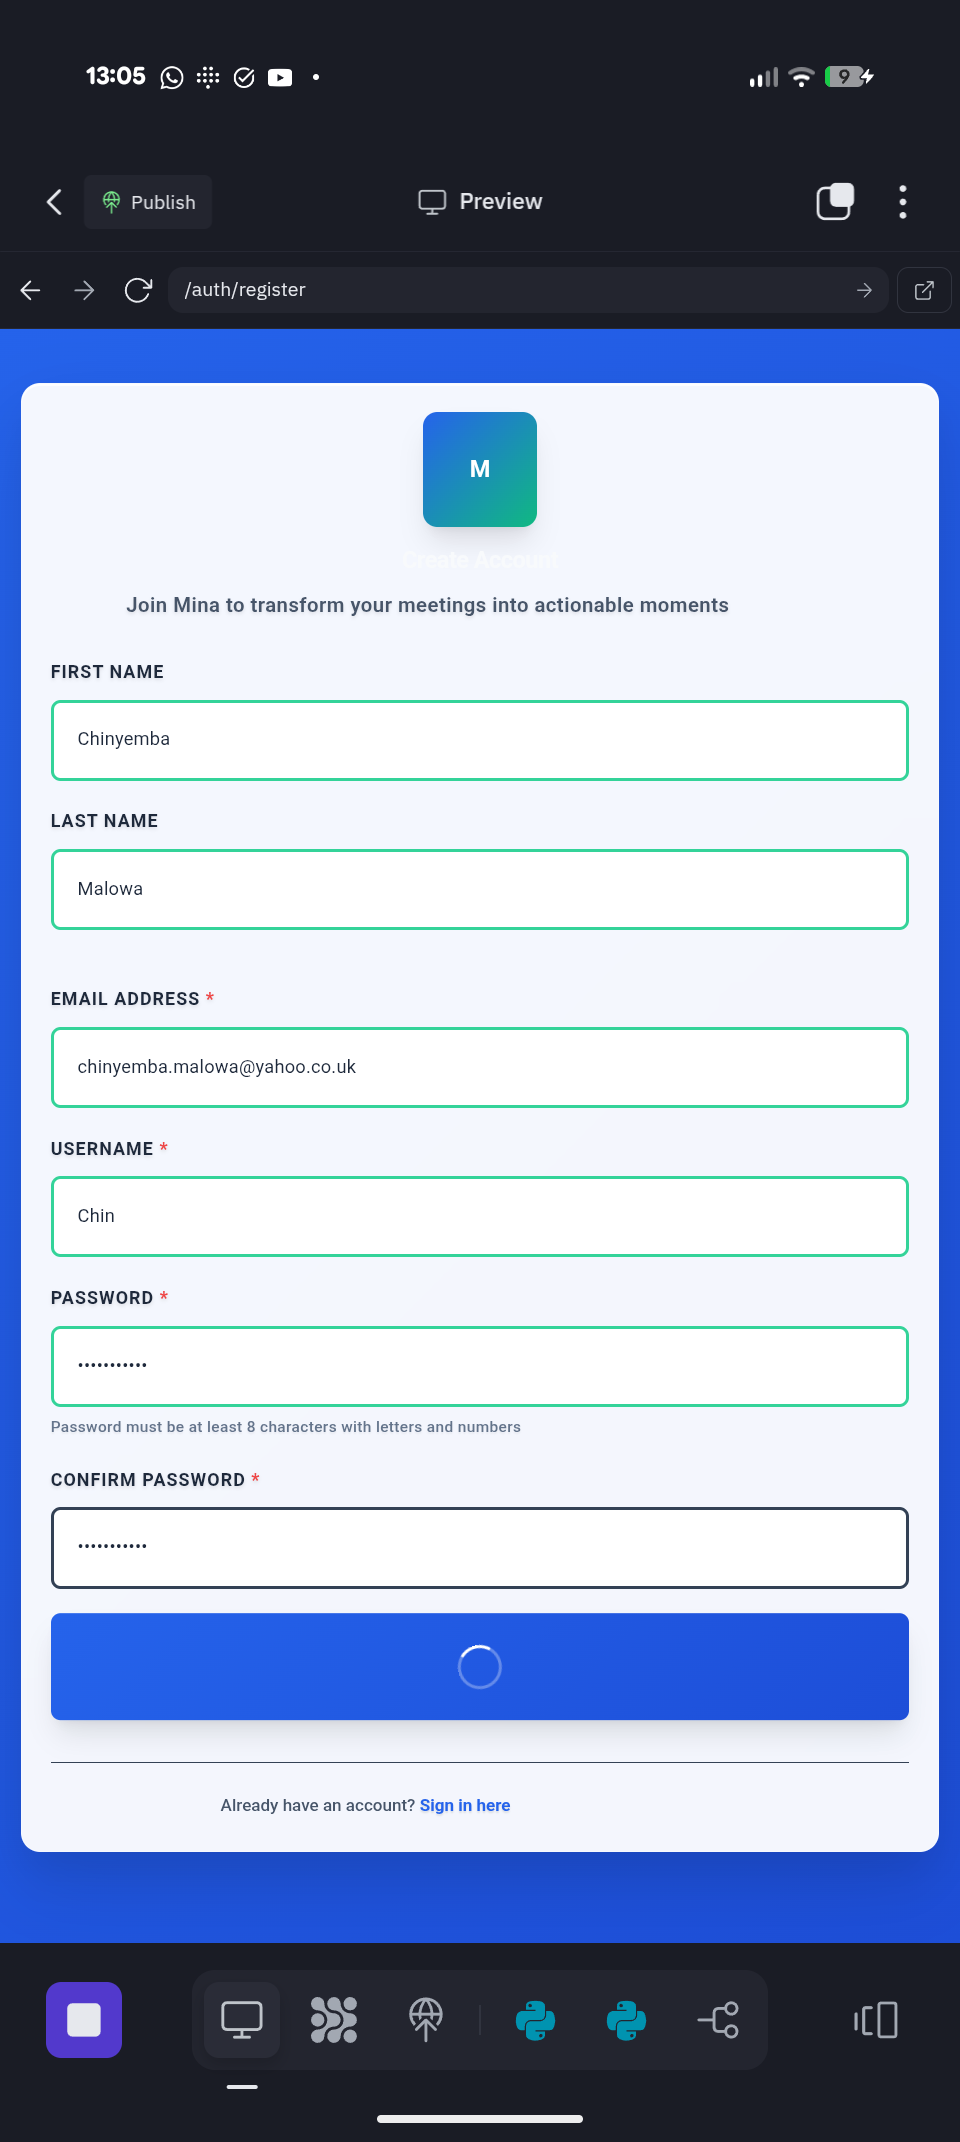 13:05
9
Publish
Preview
/auth/register
M
Create Account
Join Mina to transform your meetings into actionable moments
FIRST NAME
Chinyemba
LAST NAME
Malowa
EMAIL ADDRESS *
chinyemba.malowa@yahoo.co.uk
USERNAME *
Chin
PASSWORD *
•••••••••••
Password must be at least 8 characters with letters and numbers
CONFIRM PASSWORD *
•••••••••••
Already have an account? Sign in here